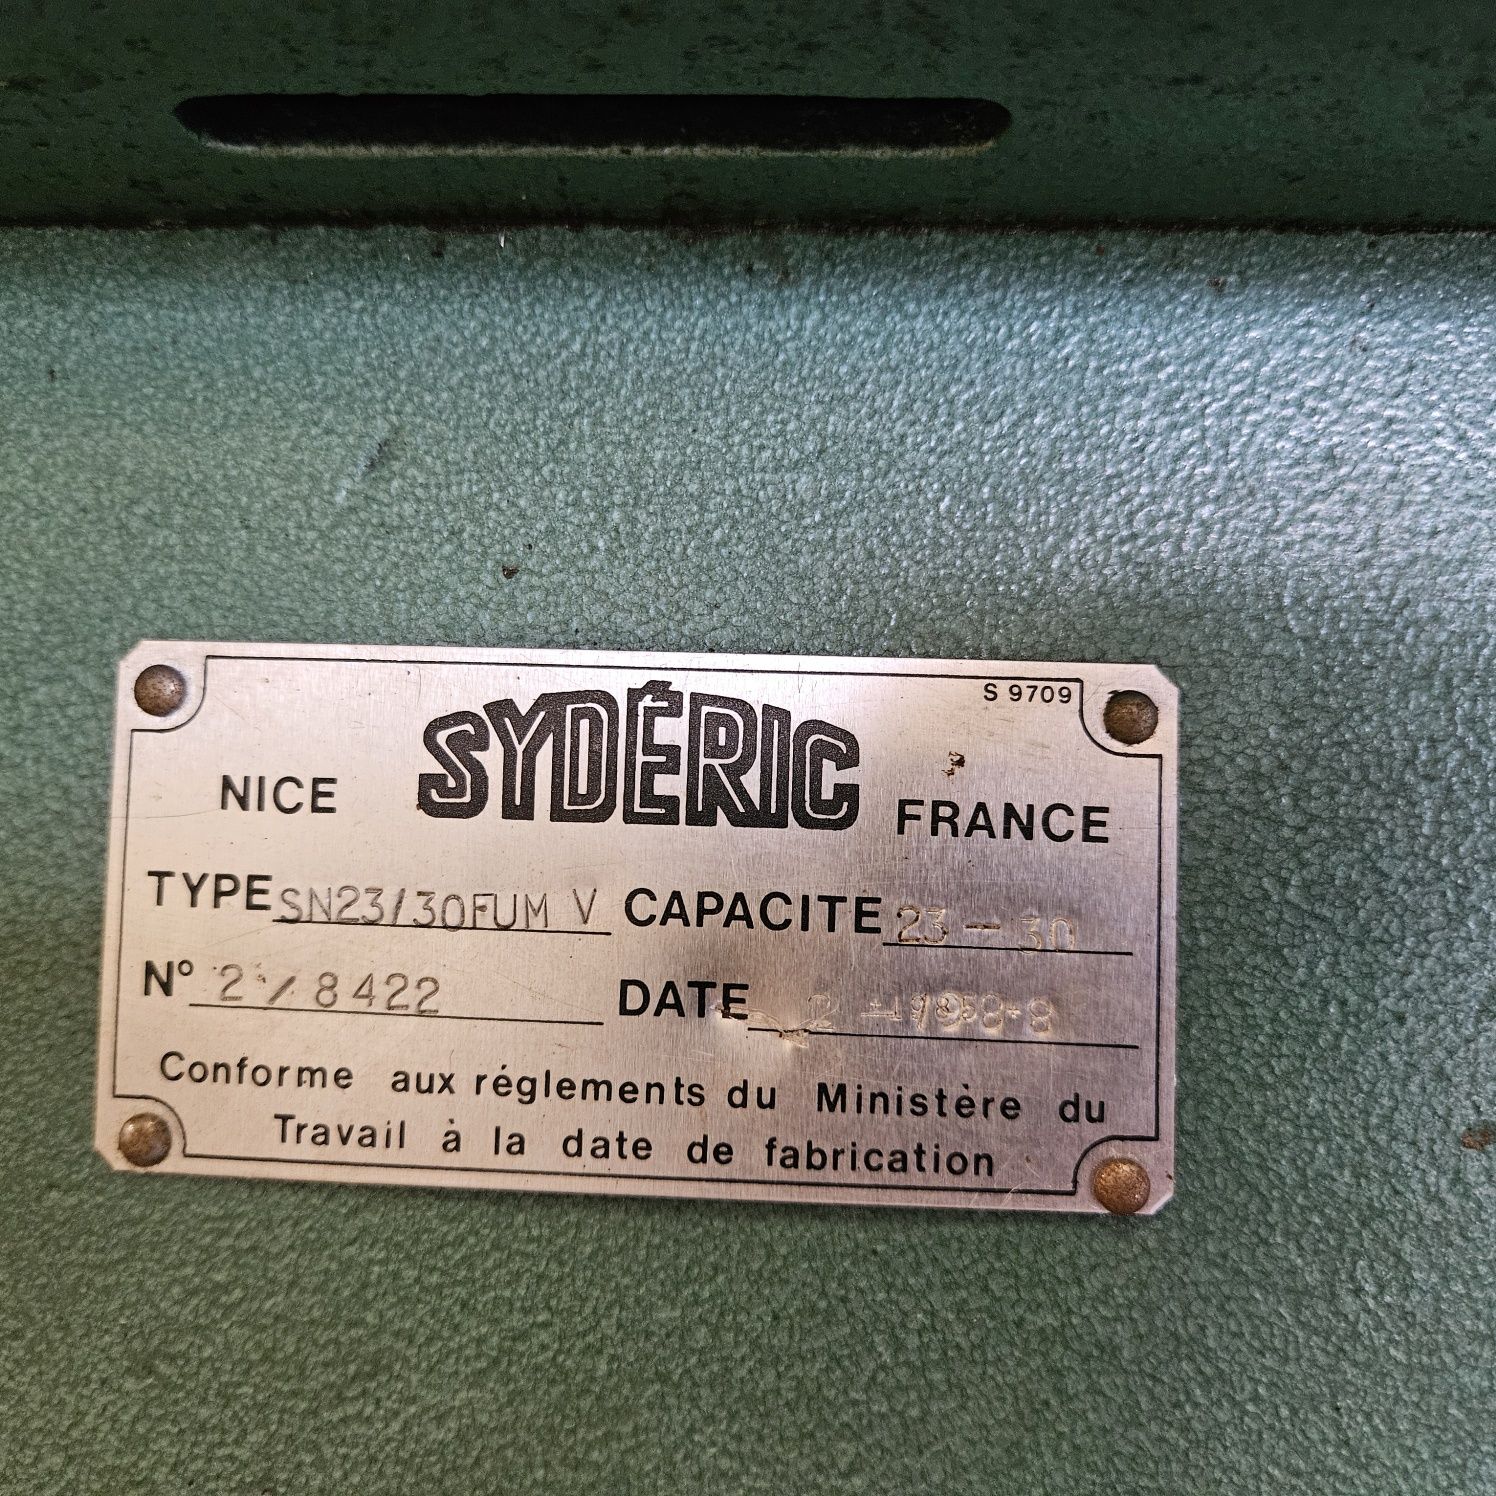 S 9709
NICE SYDÉRIC FRANCE
TYPE SN23/30FUM V CAPACITE 23 - 30
N° 2 / 8422 DATE 2
Conforme aux réglements du Ministère du
Travail à la date de fabrication